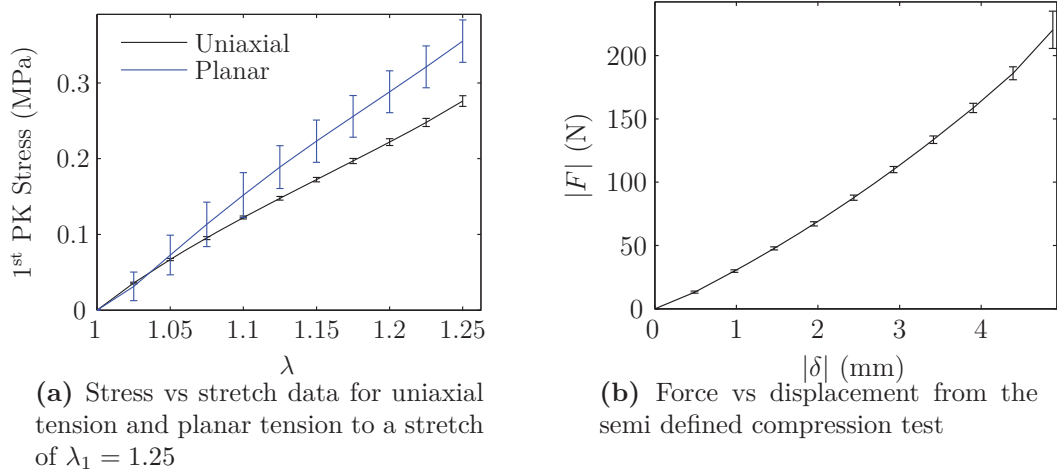 Uniaxial
Planar
1st PK Stress (MPa)
0.3
0.2
0.1
0
1 1.05 1.1 1.15 1.2 1.25
λ
(a) Stress vs stretch data for uniaxial
tension and planar tension to a stretch
of λ1 = 1.25
|F| (N)
200
150
100
50
0
0 1 2 3 4
|δ| (mm)
(b) Force vs displacement from the
semi defined compression test